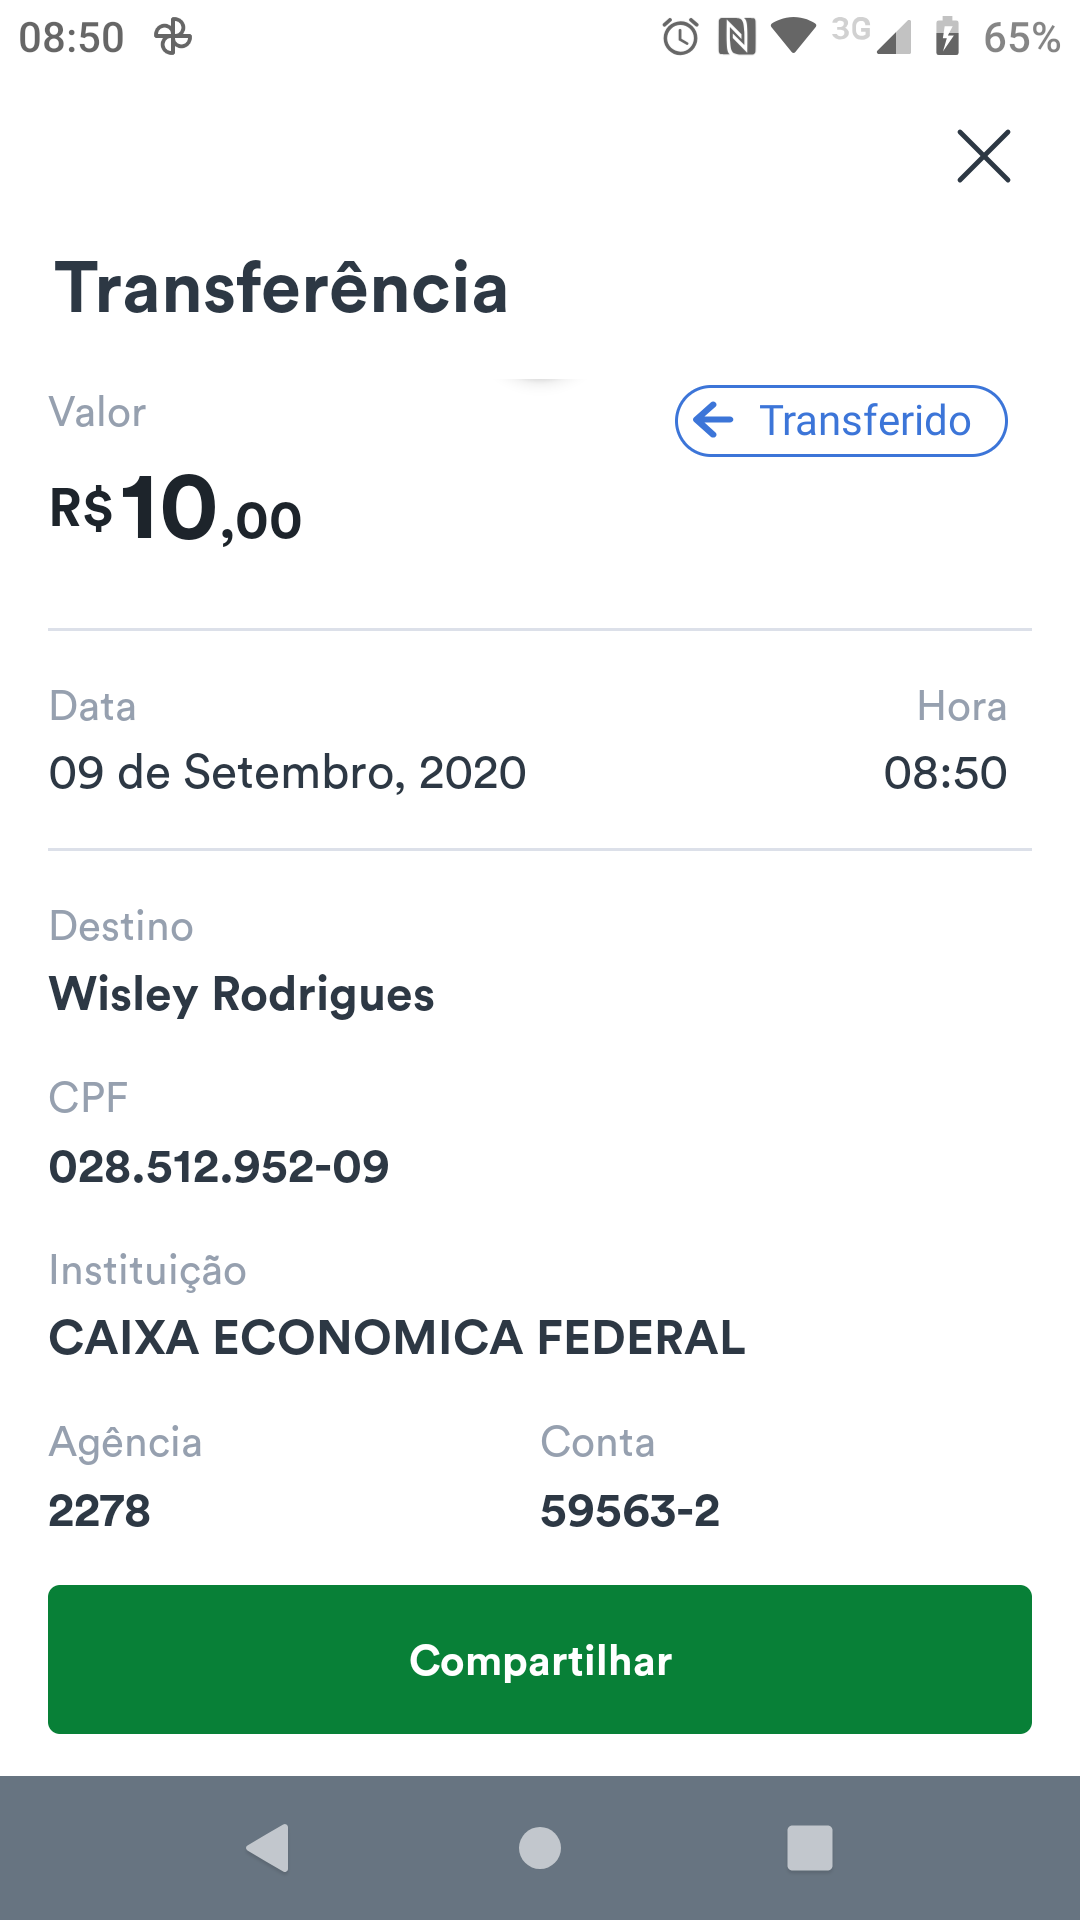 08:50 3G 65%
Transferência
Valor
Transferido
R$10,00
Data Hora
09 de Setembro, 2020 08:50
Destino
Wisley Rodrigues
CPF
028.512.952-09
Instituição
CAIXA ECONOMICA FEDERAL
Agência Conta
2278 59563-2
Compartilhar